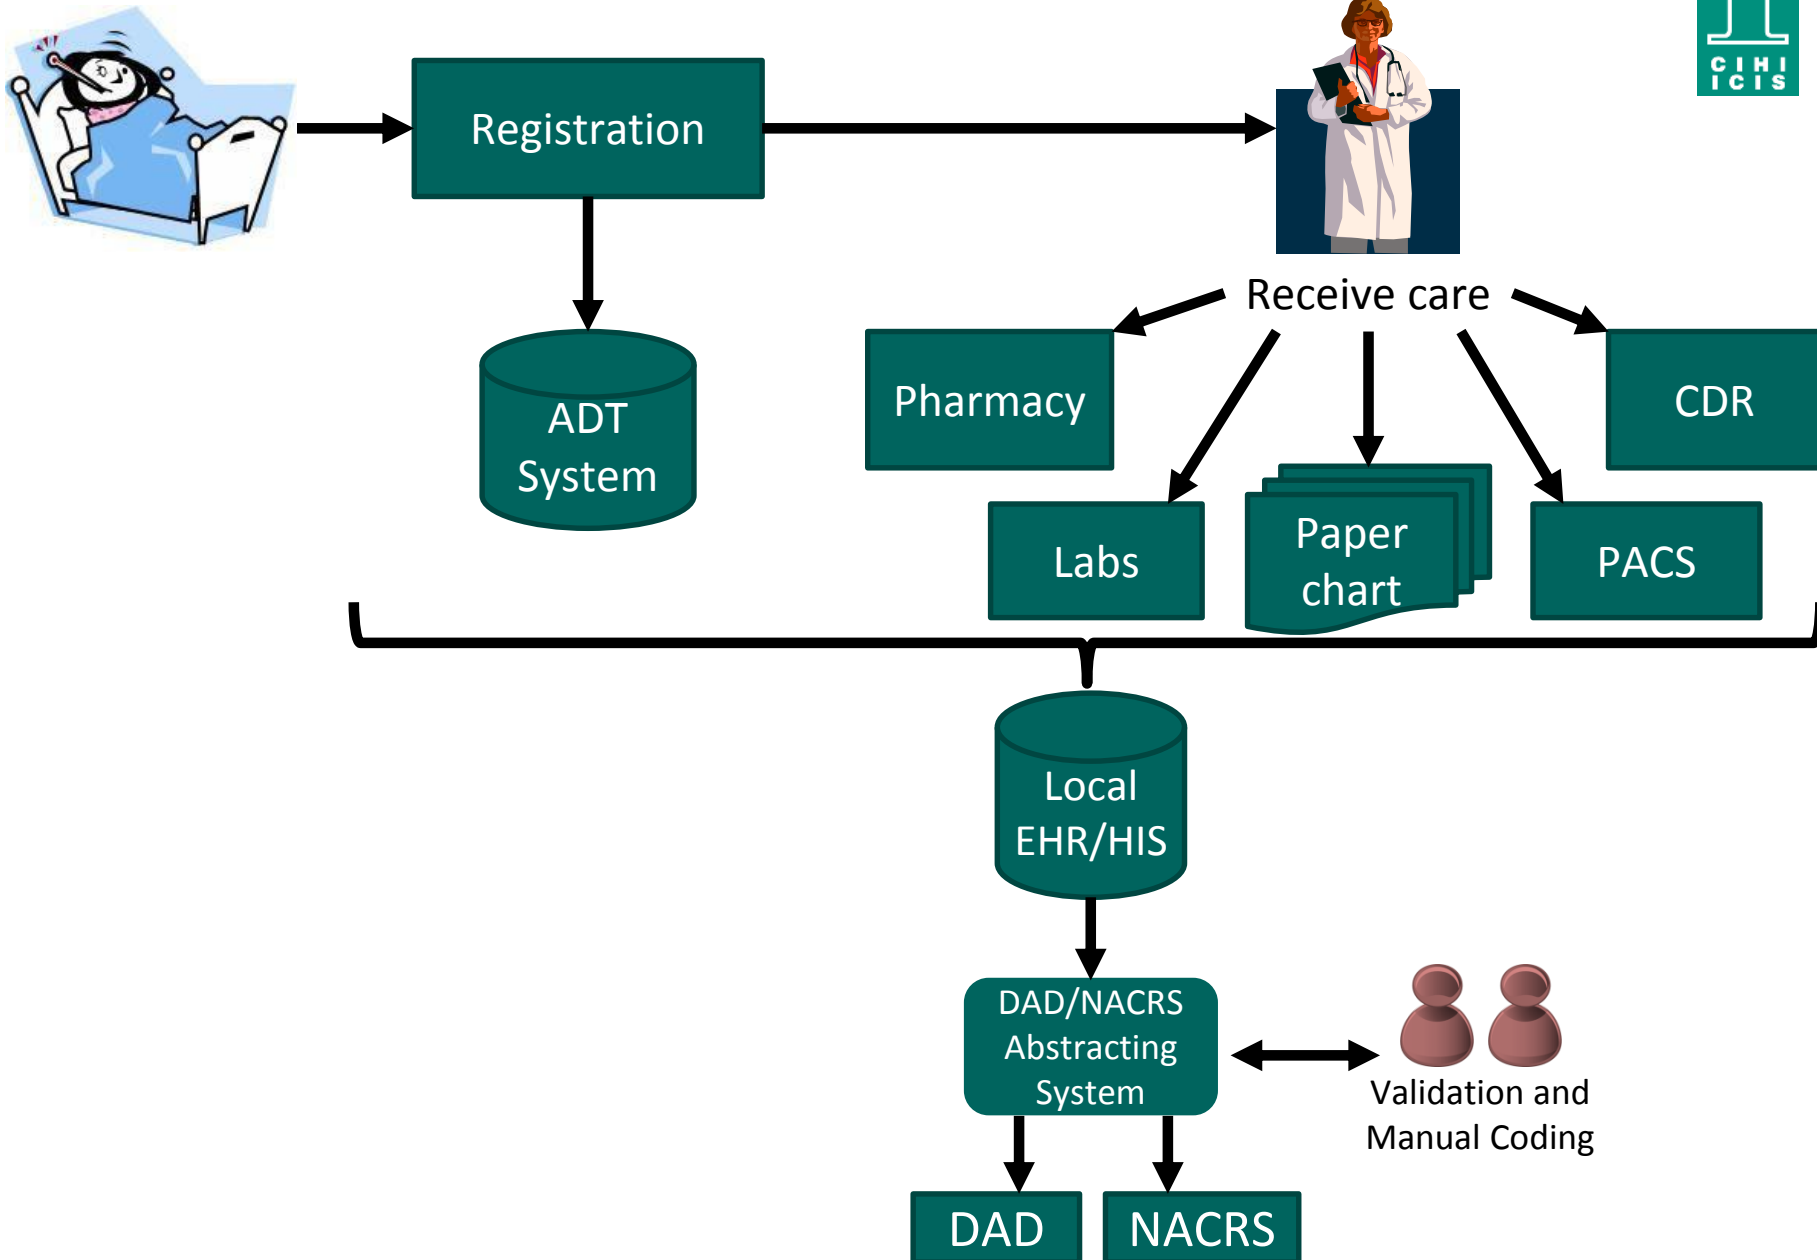 CIHI
ICIS
Registration
Receive care
ADT
System
Pharmacy
CDR
Labs
Paper
chart
PACS
Local
EHR/HIS
DAD/NACRS
Abstracting
System
Validation and
Manual Coding
DAD
NACRS